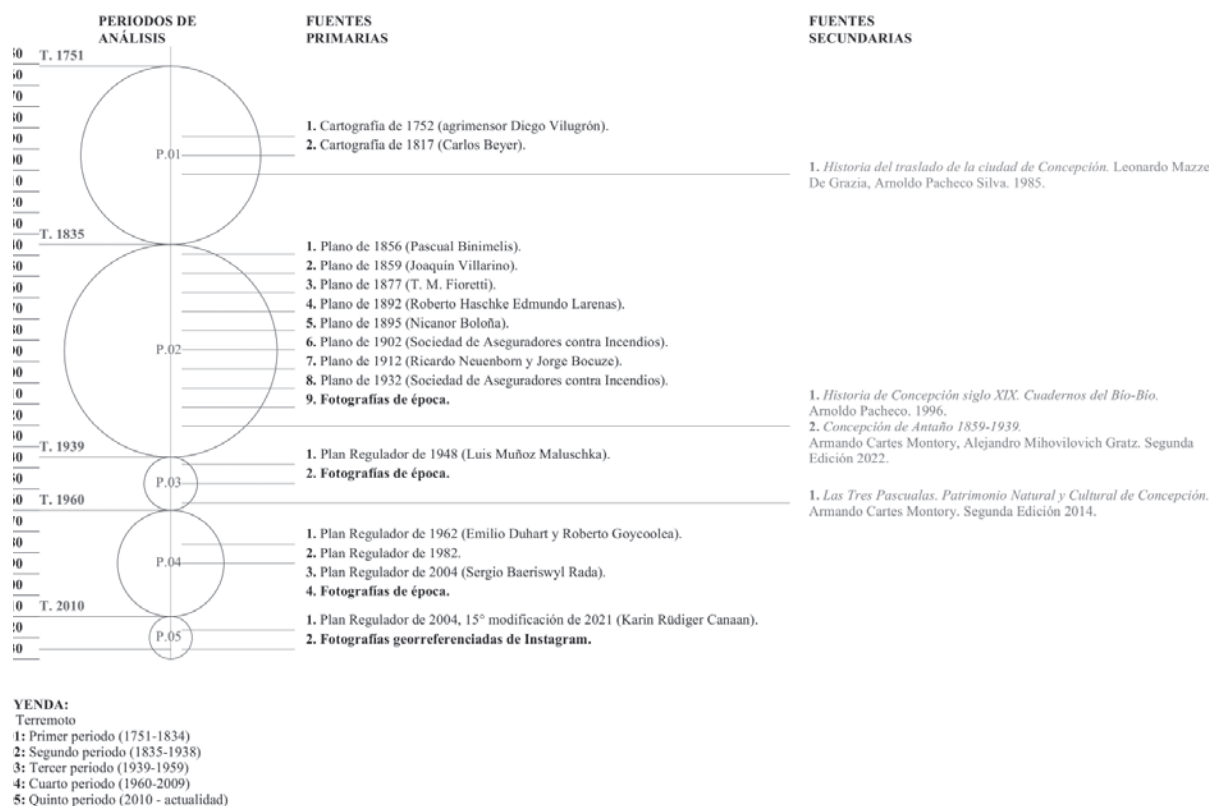 PERIODOS DE
ANÁLISIS
FUENTES
PRIMARIAS
FUENTES
SECUNDARIAS
T. 1751
P.01
1. Cartografía de 1752 (agrimensor Diego Vilugrón).
2. Cartografía de 1817 (Carlos Beyer).
1. Historia del traslado de la ciudad de Concepción. Leonardo Mazze
De Grazia, Arnoldo Pacheco Silva. 1985.
T. 1835
P.02
1. Plano de 1856 (Pascual Binimelis).
2. Plano de 1859 (Joaquín Villarino).
3. Plano de 1877 (T. M. Fioretti).
4. Plano de 1892 (Roberto Haschke Edmundo Larenas).
5. Plano de 1895 (Nicanor Boloña).
6. Plano de 1902 (Sociedad de Aseguradores contra Incendios).
7. Plano de 1912 (Ricardo Neuenborn y Jorge Bocuze).
8. Plano de 1932 (Sociedad de Aseguradores contra Incendios).
9. Fotografías de época.
1. Historia de Concepción siglo XIX. Cuadernos del Bío-Bío.
Arnoldo Pacheco. 1996.
2. Concepción de Antaño 1859-1939.
Armando Cartes Montory, Alejandro Mihovilovich Gratz. Segunda
Edición 2022.
T. 1939
P.03
1. Plan Regulador de 1948 (Luis Muñoz Maluschka).
2. Fotografías de época.
1. Las Tres Pascualas. Patrimonio Natural y Cultural de Concepción.
Armando Cartes Montory. Segunda Edición 2014.
T. 1960
P.04
1. Plan Regulador de 1962 (Emilio Duhart y Roberto Goycoolea).
2. Plan Regulador de 1982.
3. Plan Regulador de 2004 (Sergio Baeriswyl Rada).
4. Fotografías de época.
T. 2010
P.05
1. Plan Regulador de 2004, 15° modificación de 2021 (Karin Rüdiger Canaan).
2. Fotografías georreferenciadas de Instagram.
YENDA:
Terremoto
1: Primer periodo (1751-1834)
2: Segundo periodo (1835-1938)
3: Tercer periodo (1939-1959)
4: Cuarto periodo (1960-2009)
5: Quinto periodo (2010 - actualidad)